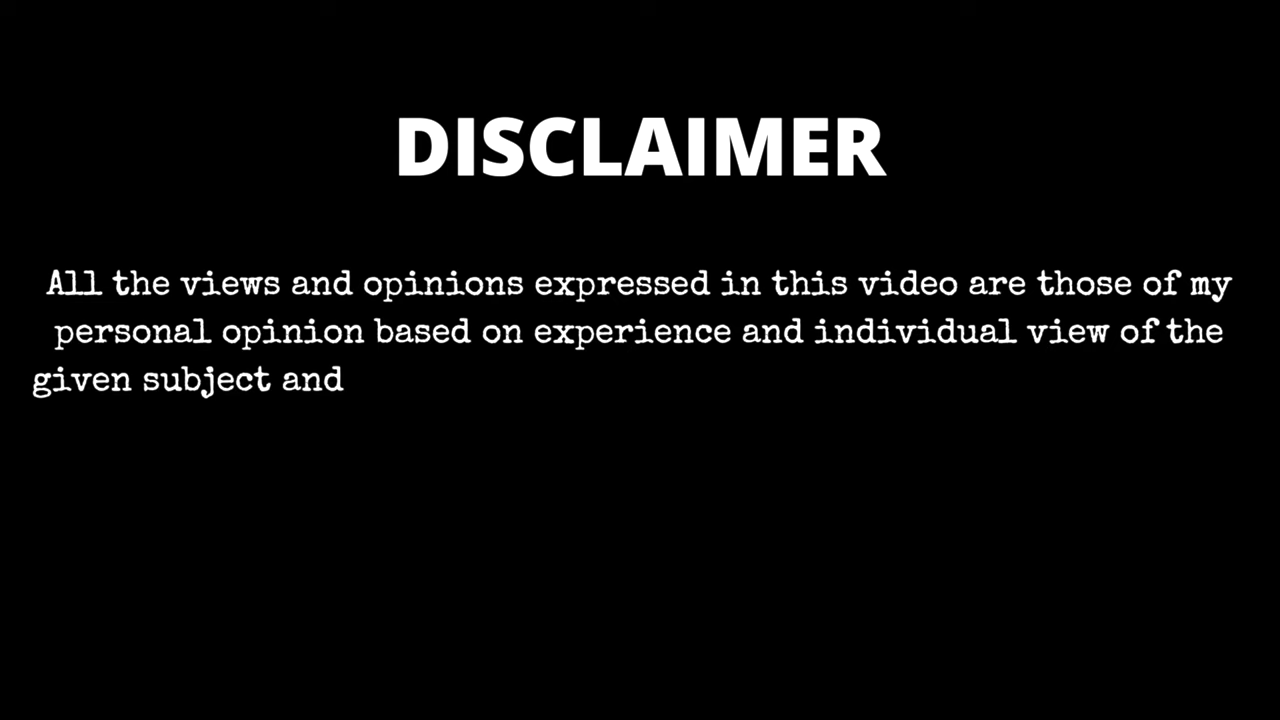 DISCLAIMER
All the views and opinions expressed in this video are those of my
personal opinion based on experience and individual view of the
given subject and